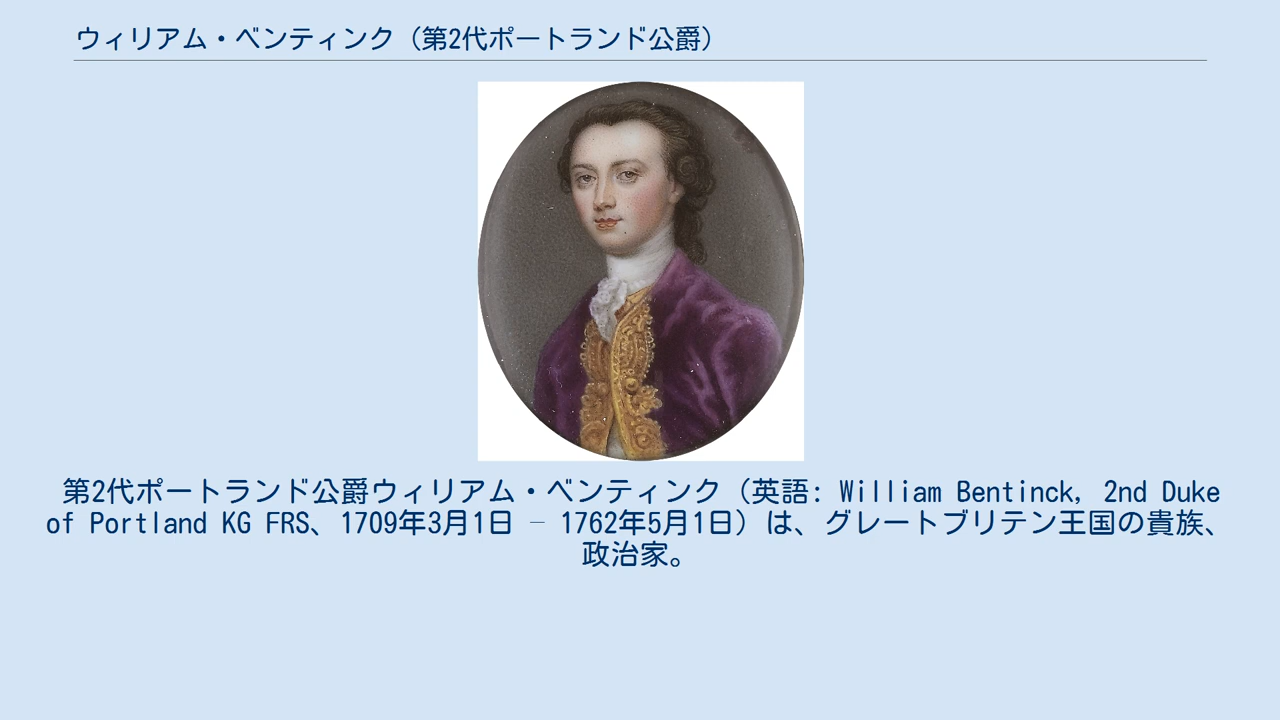 ウィリアム・ベンティンク（第2代ポートランド公爵）
第2代ポートランド公爵ウィリアム・ベンティンク（英語: William Bentinck, 2nd Duke
of Portland KG FRS、1709年3月1日 – 1762年5月1日）は、グレートブリテン王国の貴族、
政治家。